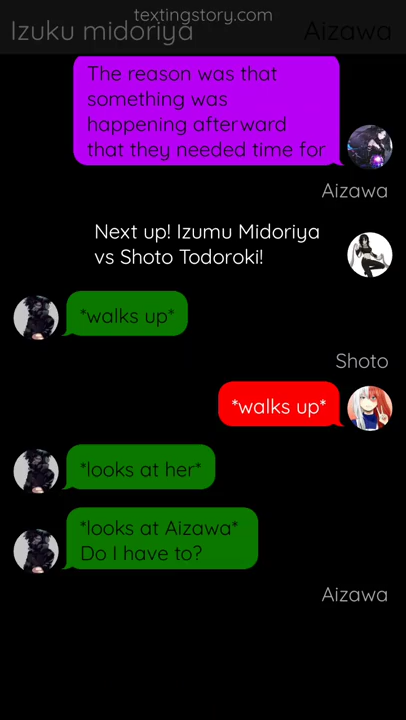 textingstory.com
Izuku midoriya
Aizawa
The reason was that
something was
happening afterward
that they needed time for
Aizawa
Next up! Izumu Midoriya
vs Shoto Todoroki!
*walks up*
Shoto
*walks up*
*looks at her*
*looks at Aizawa*
Do I have to?
Aizawa